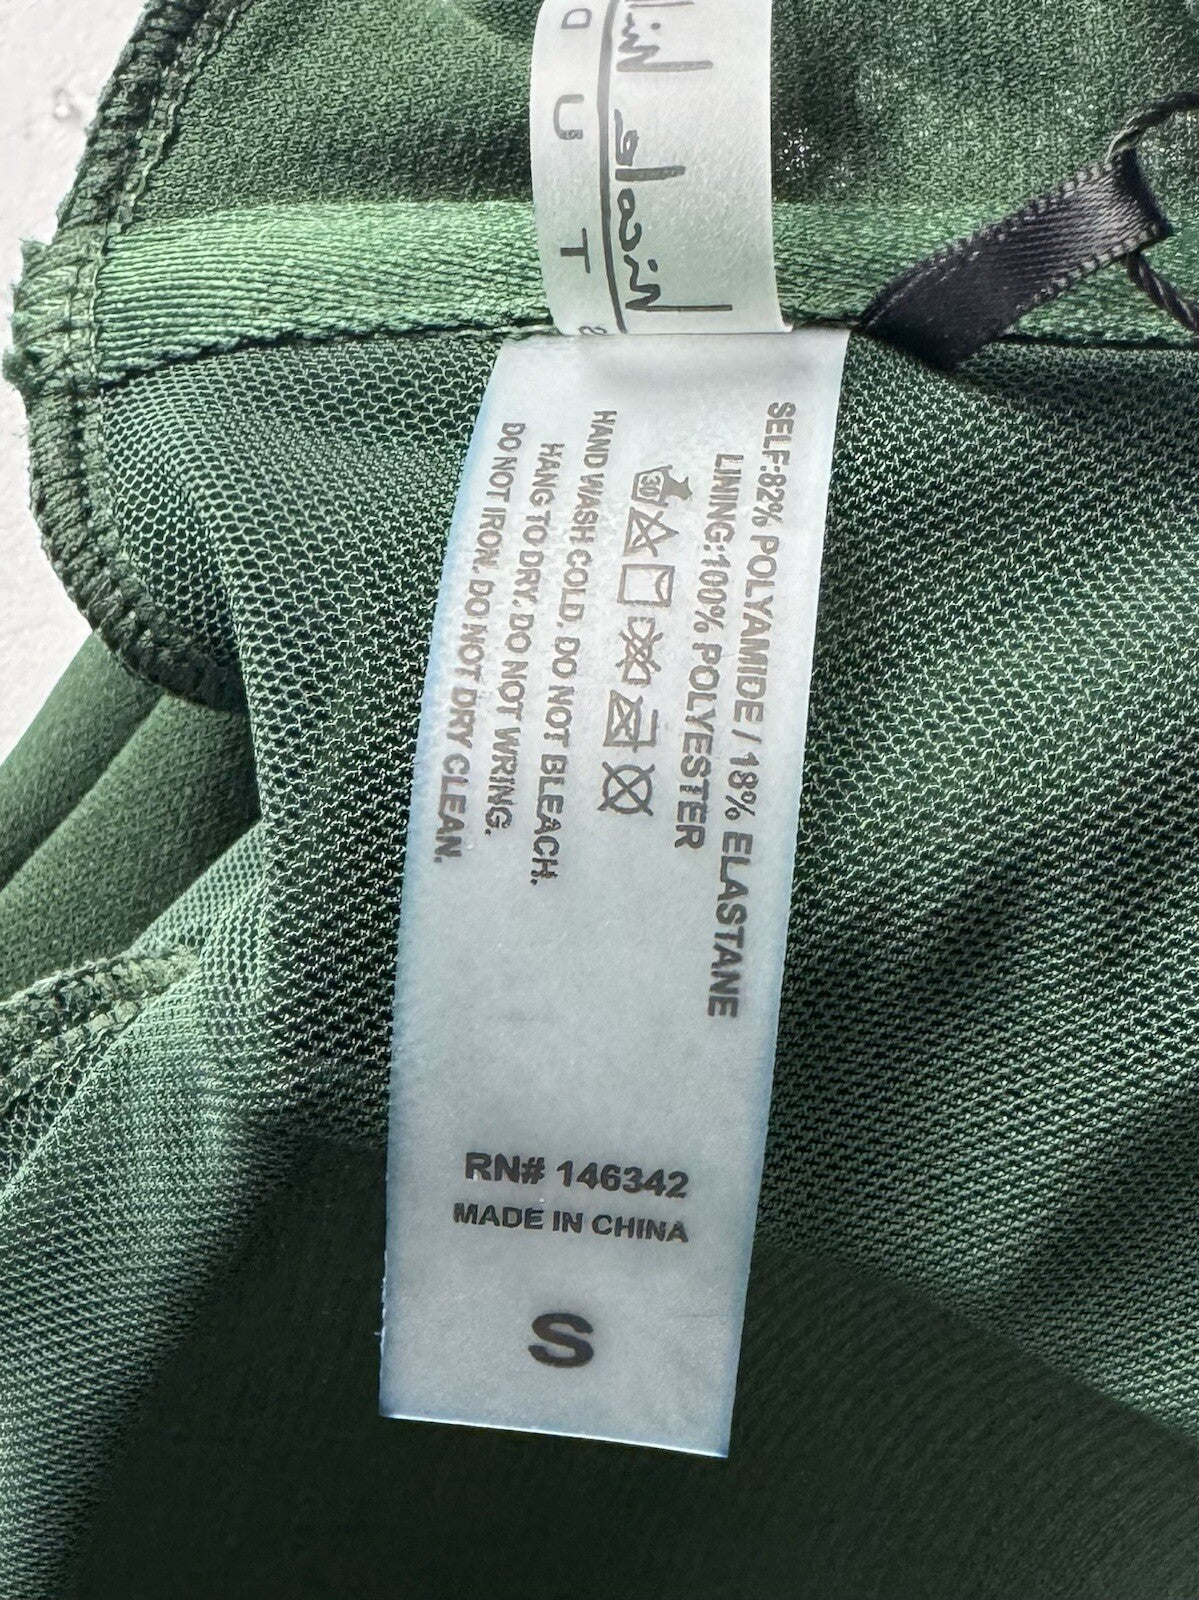 SELF:82% POLYAMIDE / 18% ELASTANE
LINING:100% POLYESTER
30
HAND WASH COLD. DO NOT BLEACH.
HANG TO DRY. DO NOT WRING.
DO NOT IRON. DO NOT DRY CLEAN.
RN# 146342
MADE IN CHINA
S
U T